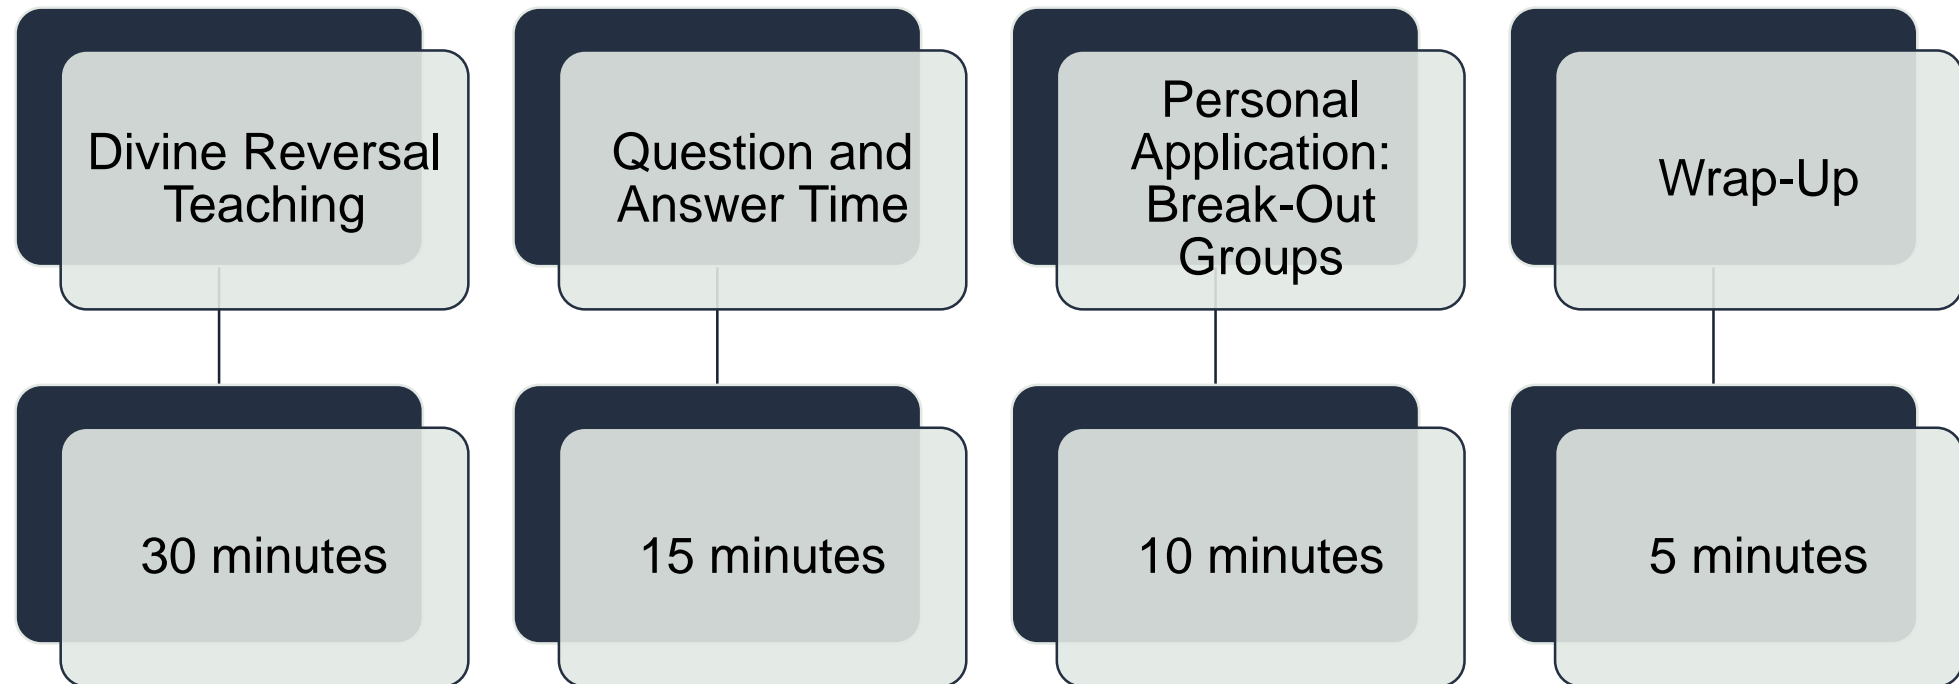 Divine Reversal
Teaching
Question and
Answer Time
Personal
Application:
Break-Out
Groups
Wrap-Up
30 minutes
15 minutes
10 minutes
5 minutes